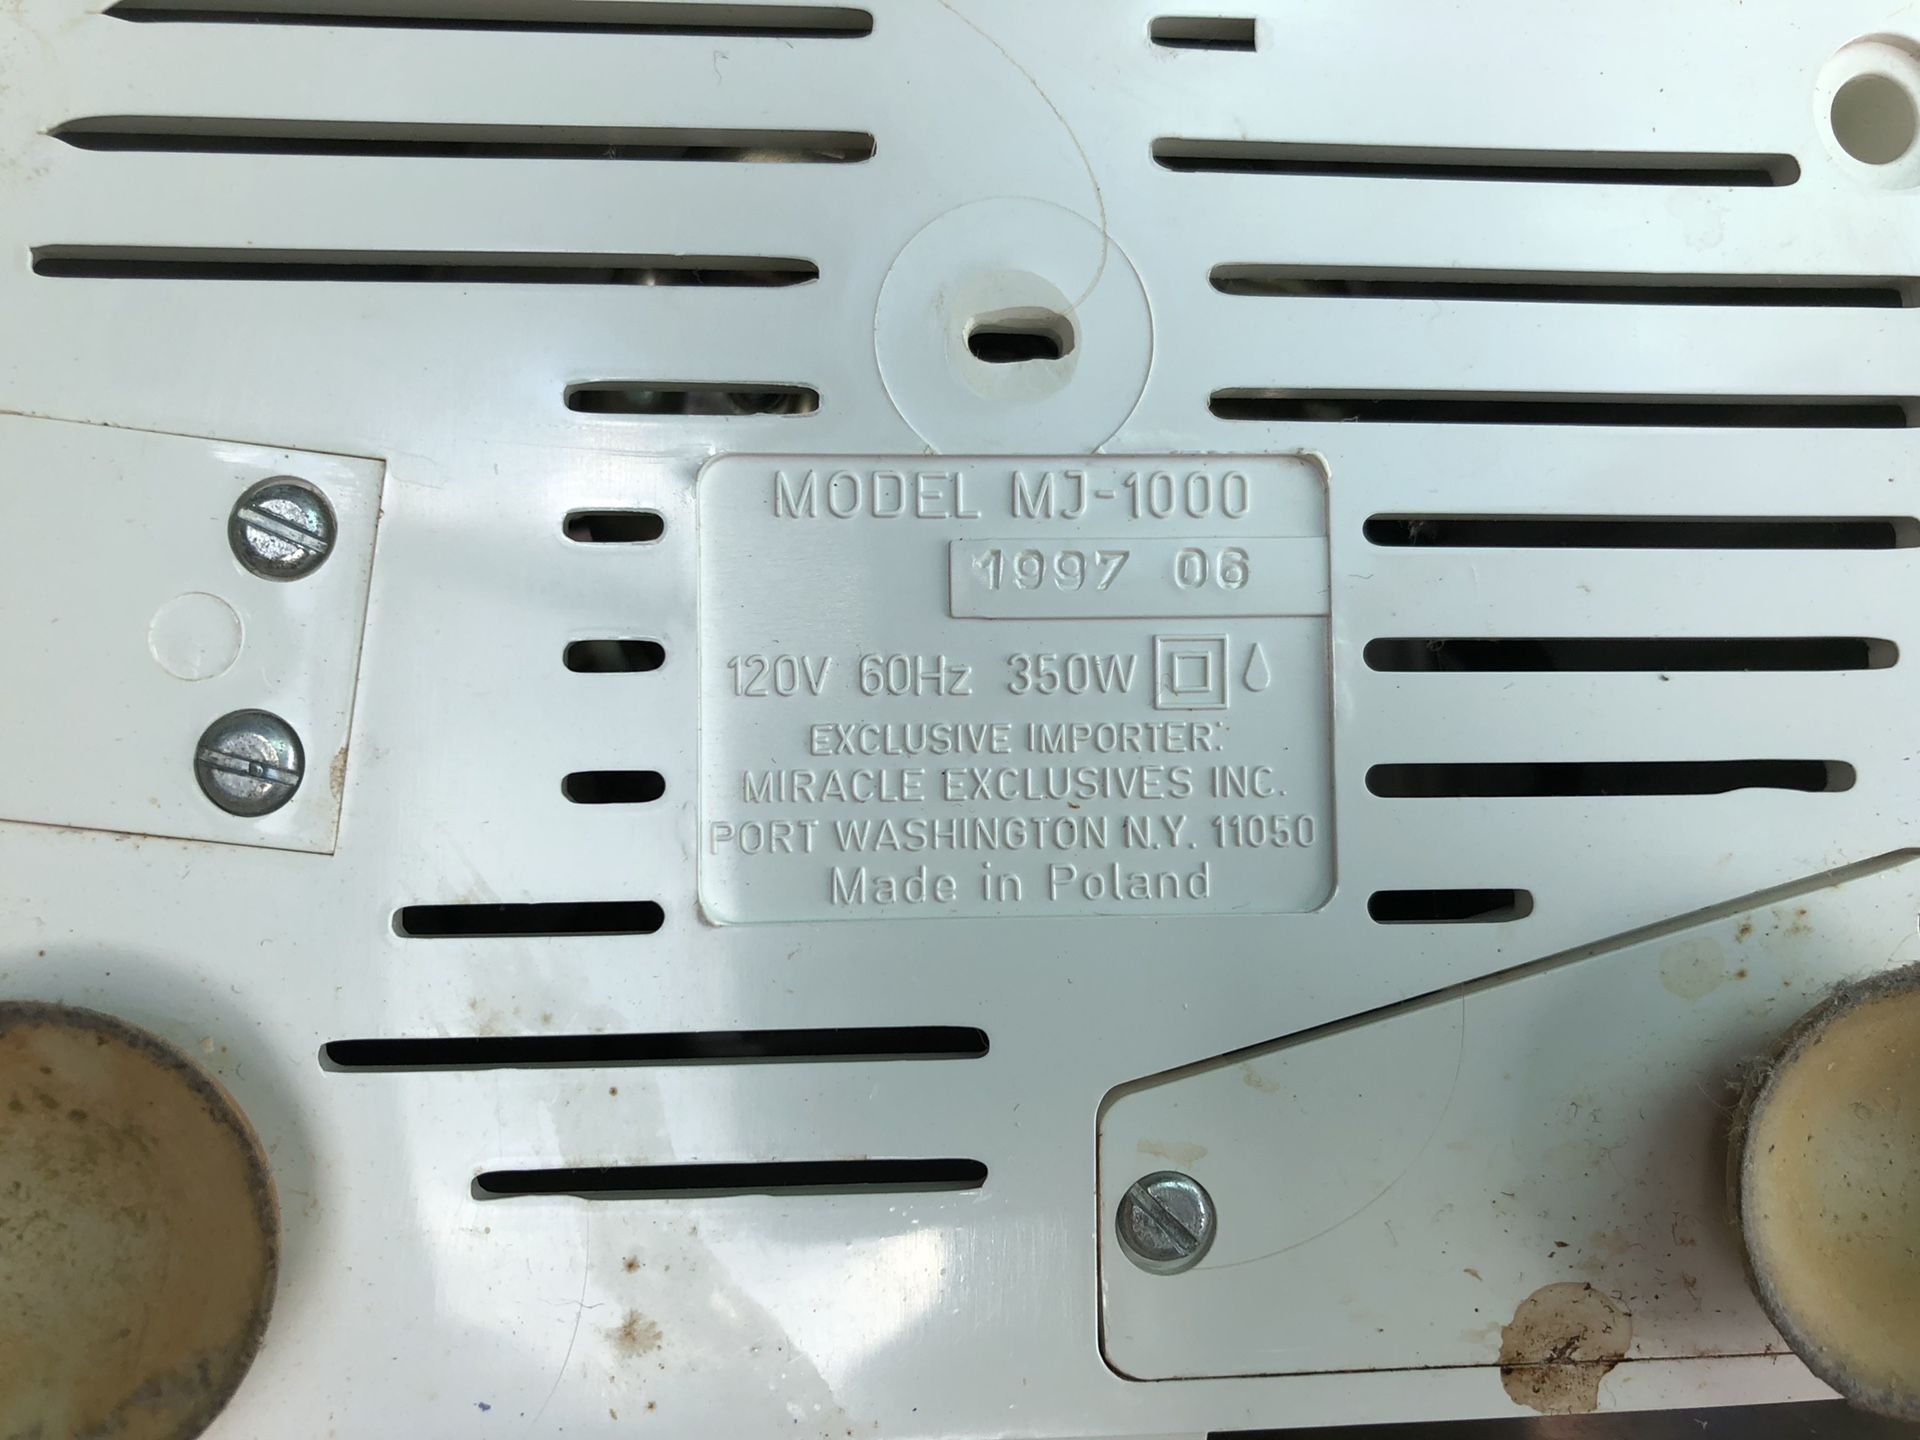 MODEL MJ-1000
1997 06
120V 60Hz 350W
EXCLUSIVE IMPORTER:
MIRACLE EXCLUSIVES INC.
PORT WASHINGTON N.Y. 11050
Made in Poland